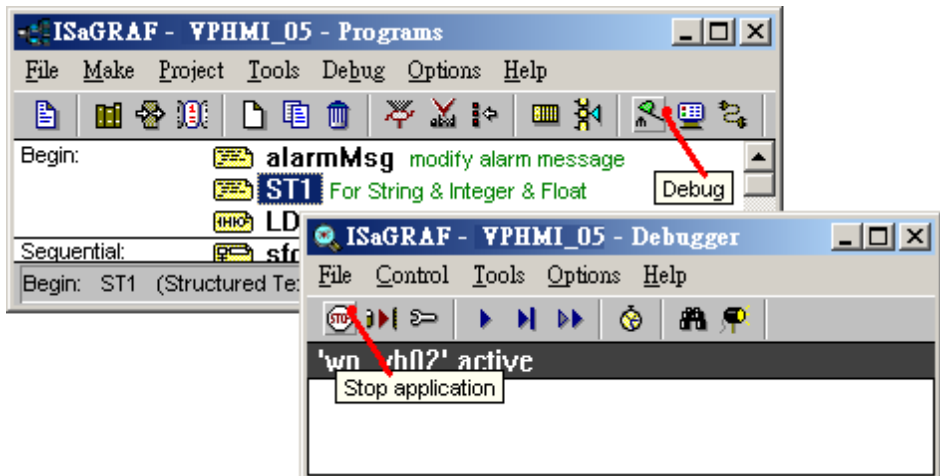 ISaGRAF - VPHMI_05 - Programs
File Make Project Tools Debug Options Help
Begin:
alarmMsg modify alarm message
ST1 For String & Integer & Float
Debug
LD
Sequential:
sfc
Begin: ST1 (Structured Te
ISaGRAF - VPHMI_05 - Debugger
File Control Tools Options Help
STOP
active
Stop application